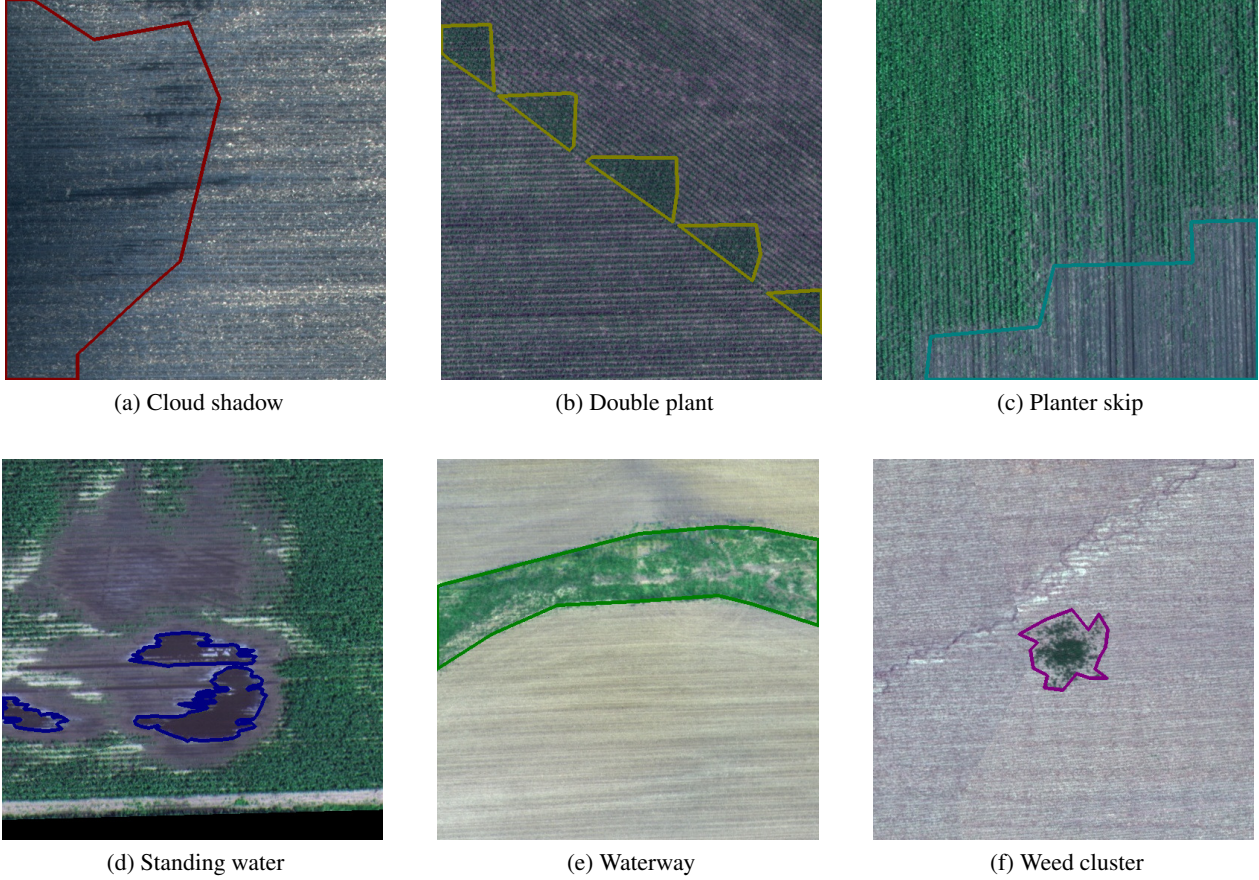 (a) Cloud shadow
(b) Double plant
(c) Planter skip
(d) Standing water
(e) Waterway
(f) Weed cluster